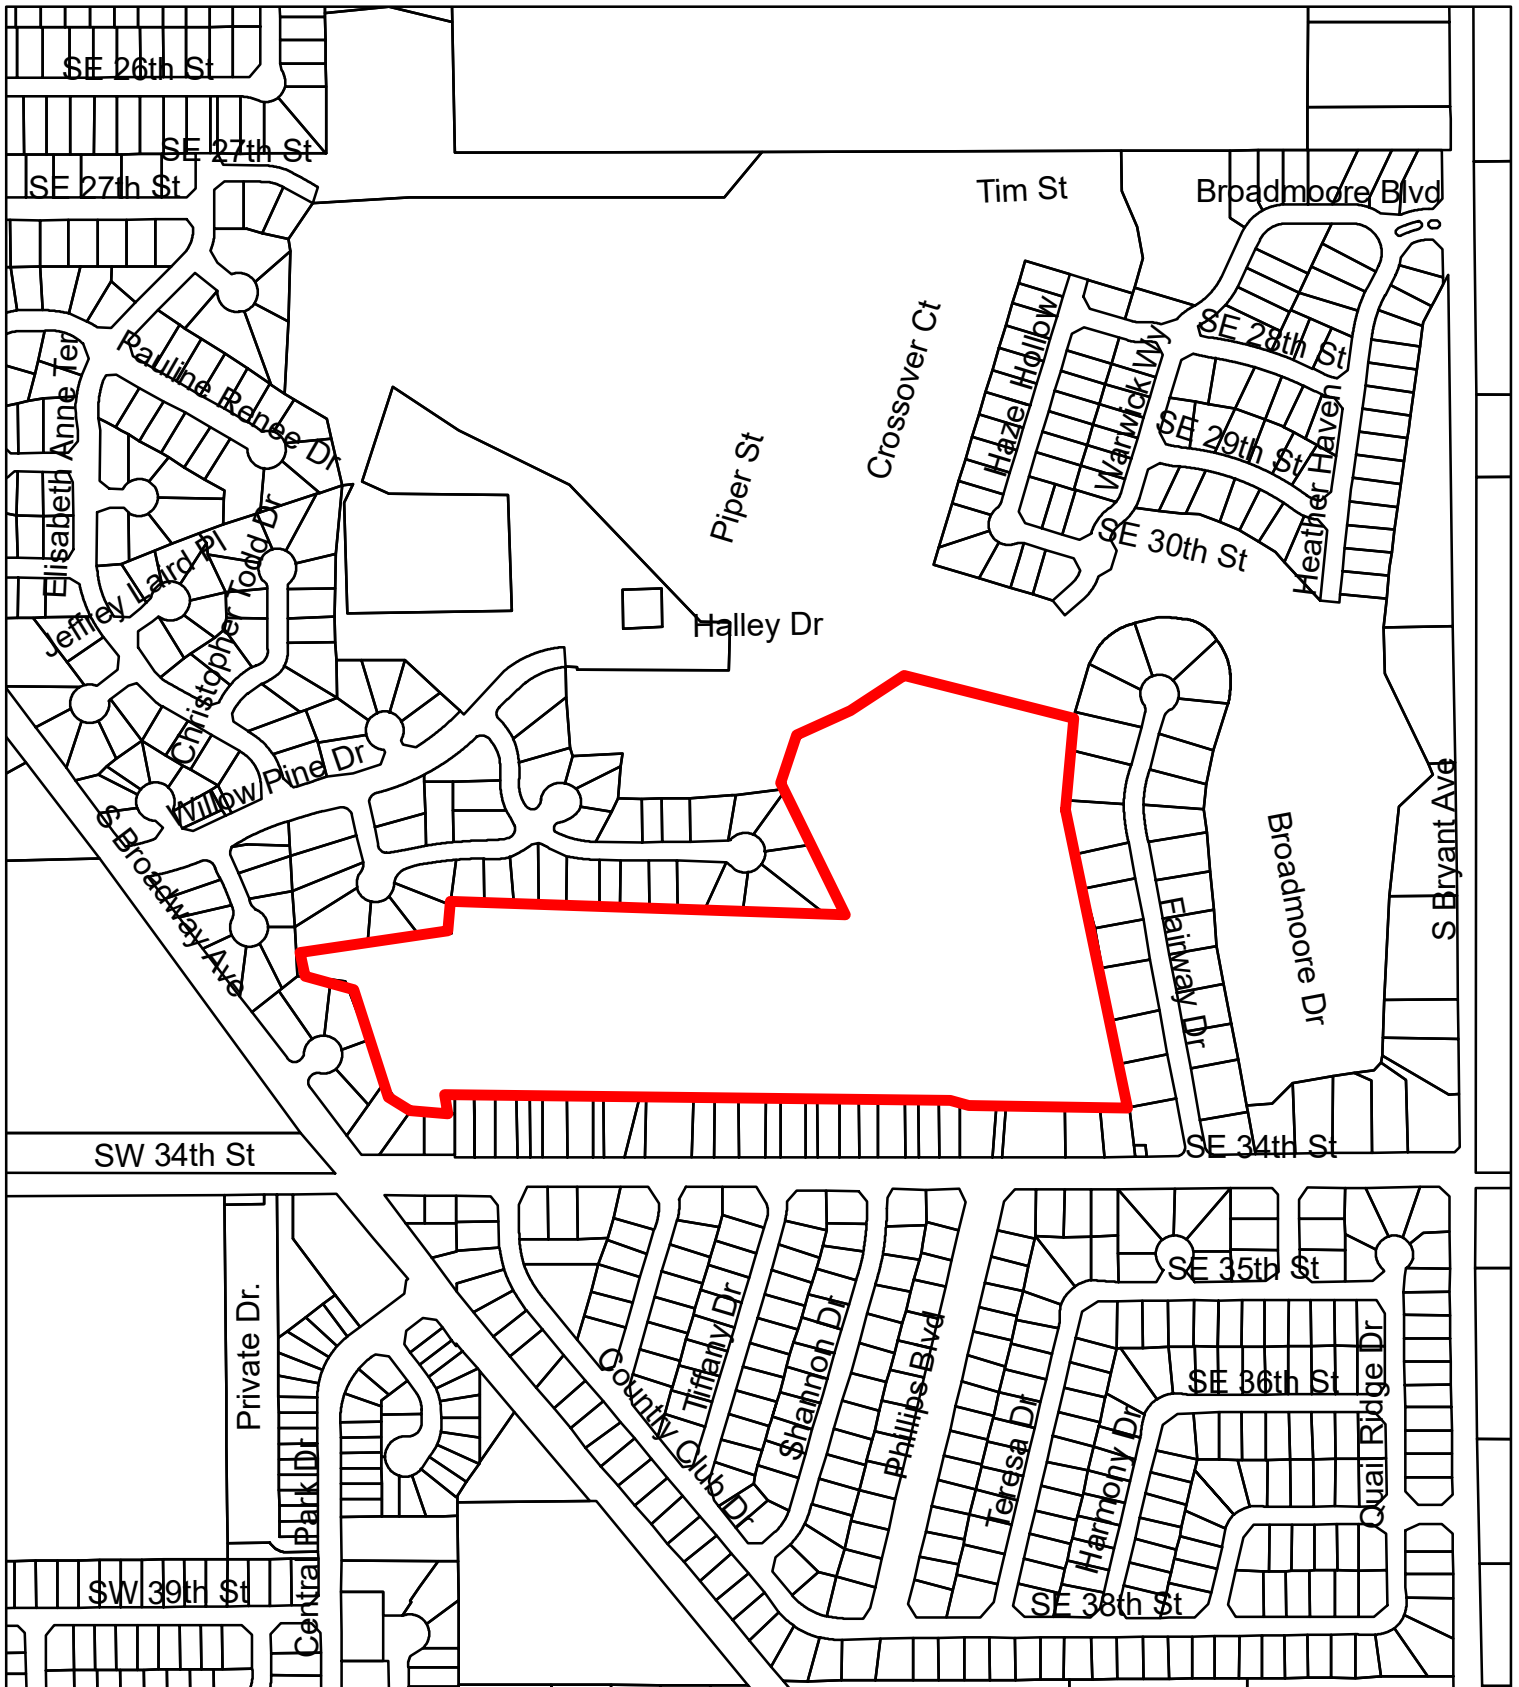 SE 26th St
SE 27th St
SE 27th St
Tim St
Broadmoore Blvd
Elisabeth Anne Ter
Pauline Renee Dr
Crossover Ct
Hazel Hollow
Warwick Wy
SE 28th St
SE 29th St
Heather Haven
Piper St
SE 30th St
Jeffrey Laird Pl
Christopher Todd Dr
Halley Dr
Willow Pine Dr
S Broadway Ave
Fairway Dr
Broadmoore Dr
S Bryant Ave
SW 34th St
SE 34th St
Private Dr.
SE 35th St
Country Club Dr
Tiffany Dr
Shannon Dr
Phillips Blvd
Teresa Dr
Harmony Dr
SE 36th St
Quail Ridge Dr
Central Park Dr
SW 39th St
SE 38th St